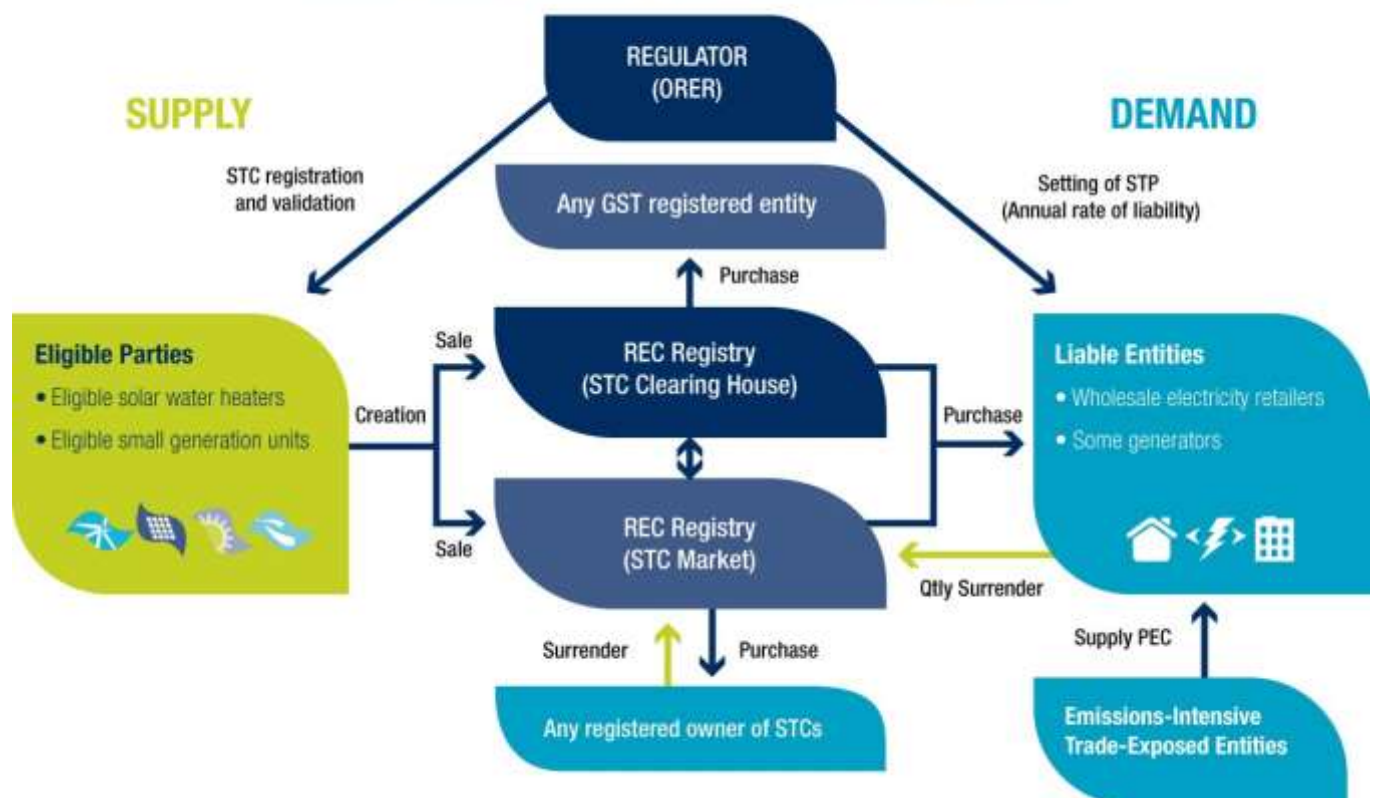 REGULATOR
(ORER)
SUPPLY
DEMAND
STC registration
and validation
Setting of STP
(Annual rate of liability)
Any GST registered entity
Purchase
Eligible Parties
• Eligible solar water heaters
• Eligible small generation units
Creation
Sale
Sale
REC Registry
(STC Clearing House)
REC Registry
(STC Market)
Purchase
Liable Entities
• Wholesale electricity retailers
• Some generators
Qtly Surrender
Surrender
Purchase
Supply PEC
Any registered owner of STCs
Emissions-Intensive
Trade-Exposed Entities